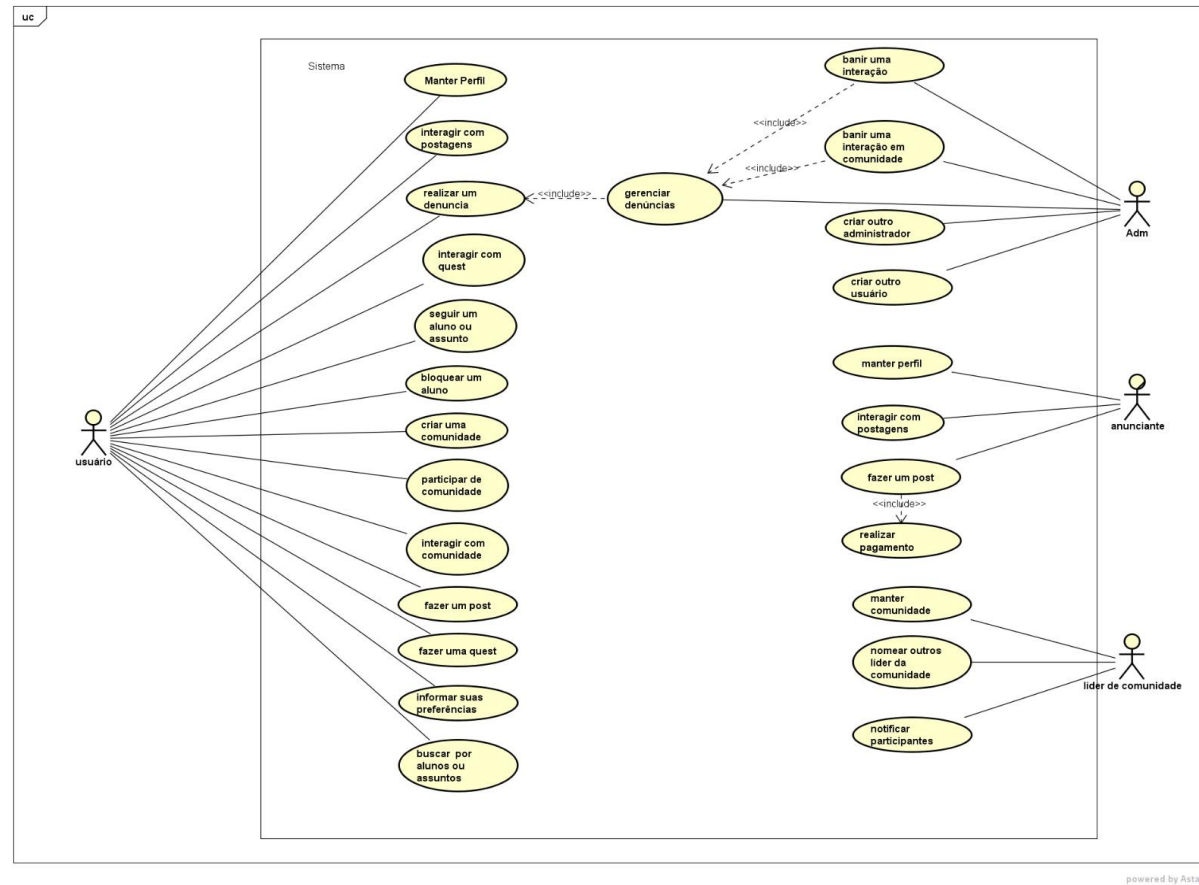 uc
Sistema
Manter Perfil
interagir com
postagens
realizar um
denuncia
interagir com
quest
seguir um
aluno ou
assunto
bloquear um
aluno
criar uma
comunidade
participar de
comunidade
interagir com
comunidade
fazer um post
fazer uma quest
informar suas
preferências
buscar por
alunos ou
assuntos
usuário
<<include>>
gerenciar
denúncias
<<include>>
<<include>>
banir uma
interação
banir uma
interação em
comunidade
criar outro
administrador
criar outro
usuário
Adm
manter perfil
interagir com
postagens
fazer um post
<<include>>
realizar
pagamento
anunciante
manter
comunidade
nomear outros
lider da
comunidade
notificar
participantes
lider de comunidade
powered by Asta